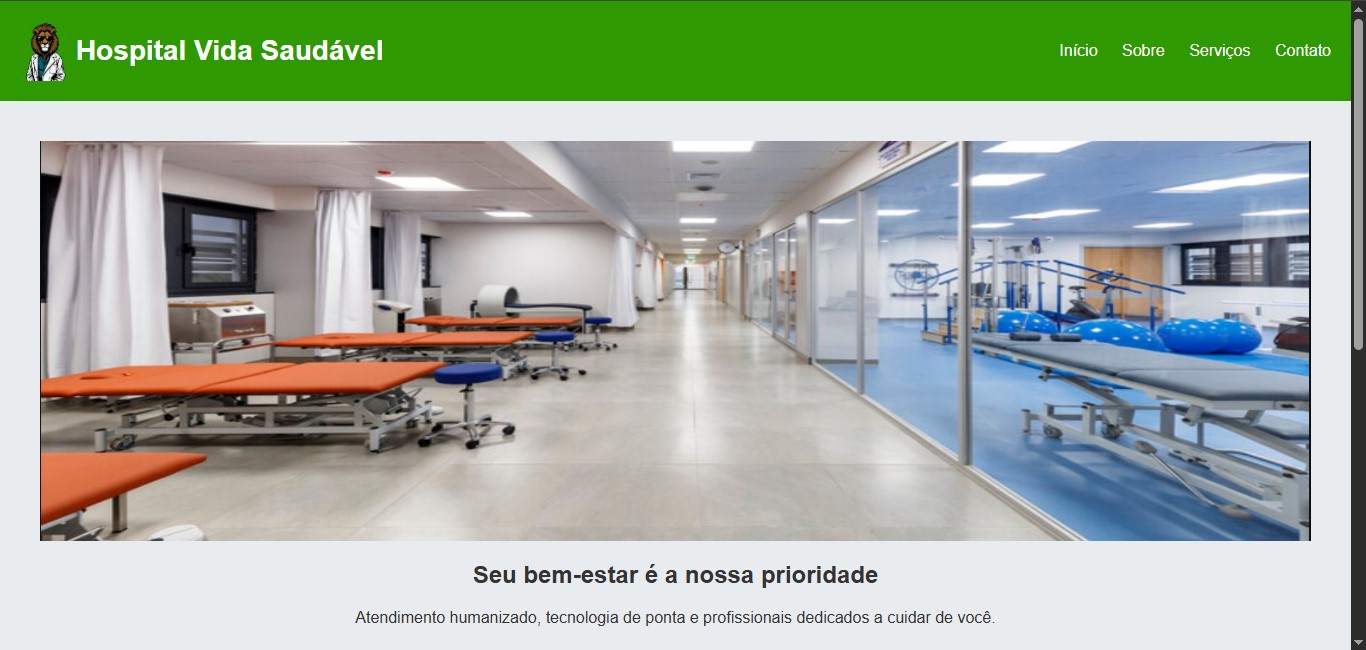 Hospital Vida Saudável
Início Sobre Serviços Contato
Seu bem-estar é a nossa prioridade
Atendimento humanizado, tecnologia de ponta e profissionais dedicados a cuidar de você.